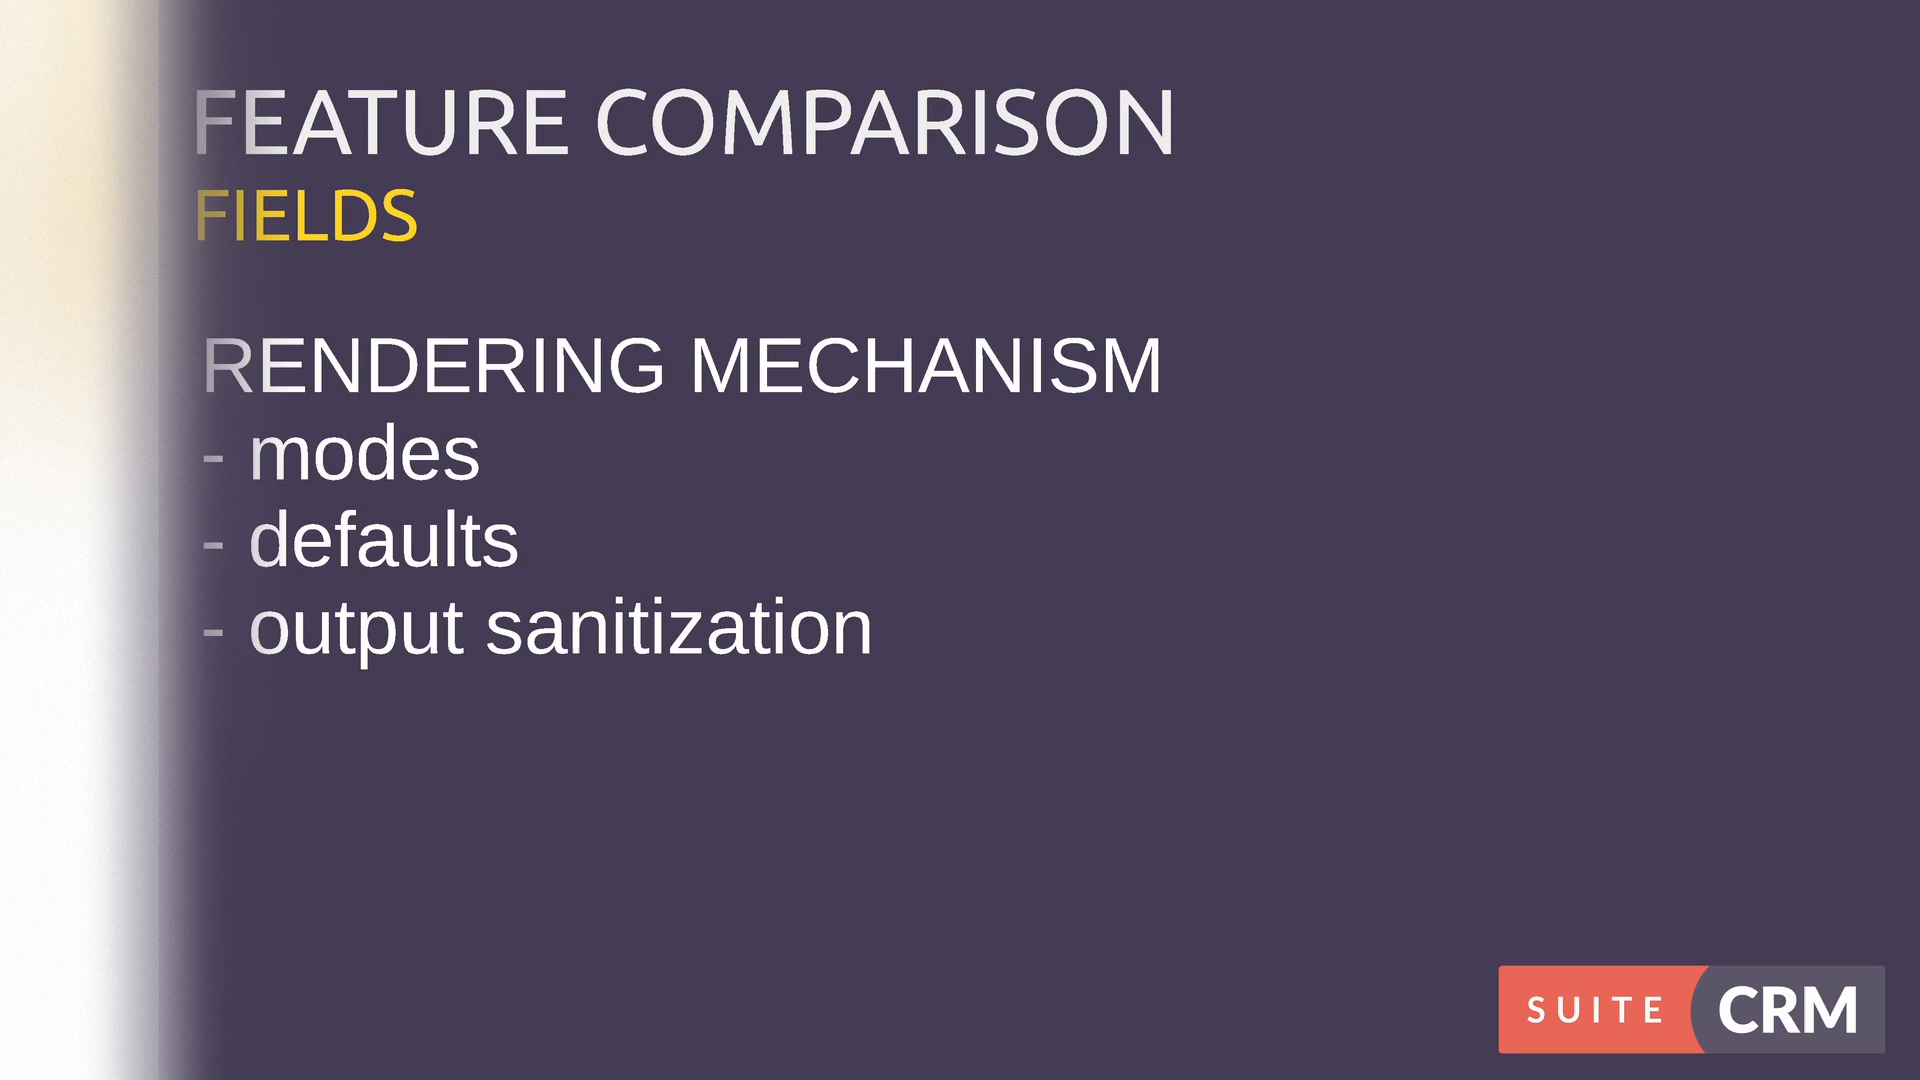 FEATURE COMPARISON
FIELDS
RENDERING MECHANISM
- modes
- defaults
- output sanitization
SUITE CRM